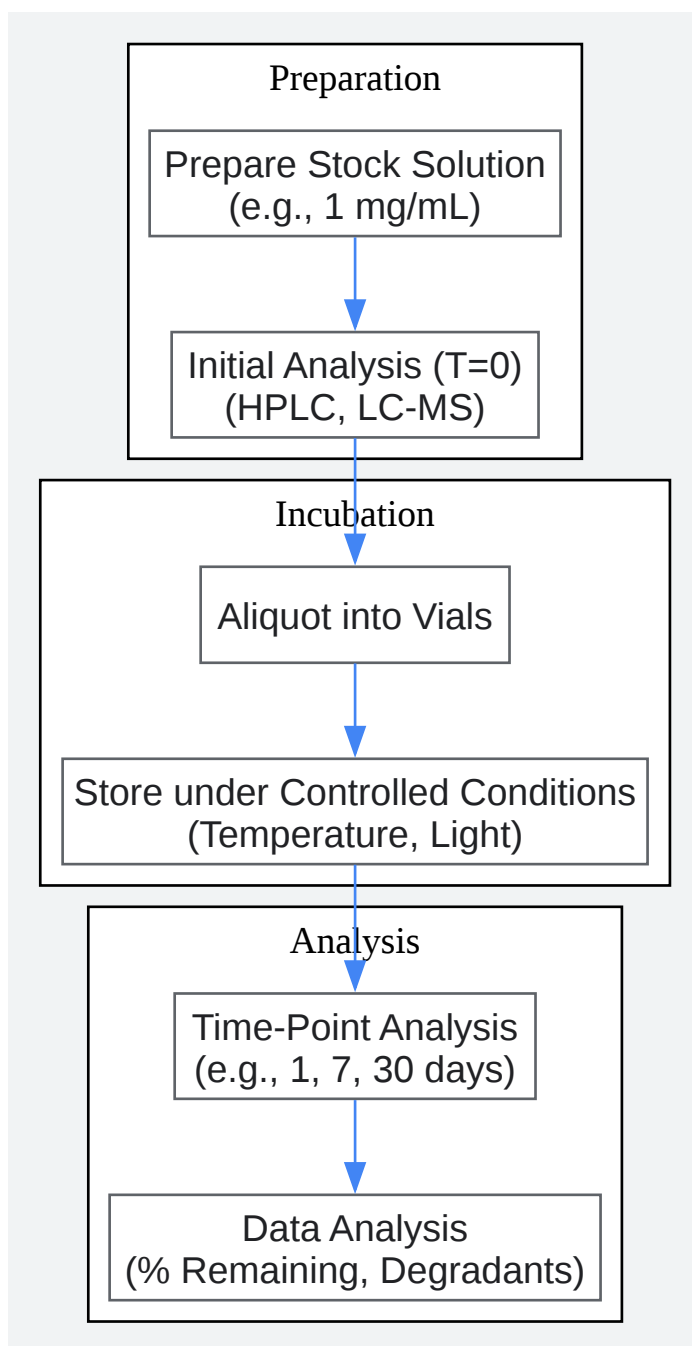 Preparation
Prepare Stock Solution
(e.g., 1 mg/mL)
Initial Analysis (T=0)
(HPLC, LC-MS)
Incubation
Aliquot into Vials
Store under Controlled Conditions
(Temperature, Light)
Analysis
Time-Point Analysis
(e.g., 1, 7, 30 days)
Data Analysis
(% Remaining, Degradants)